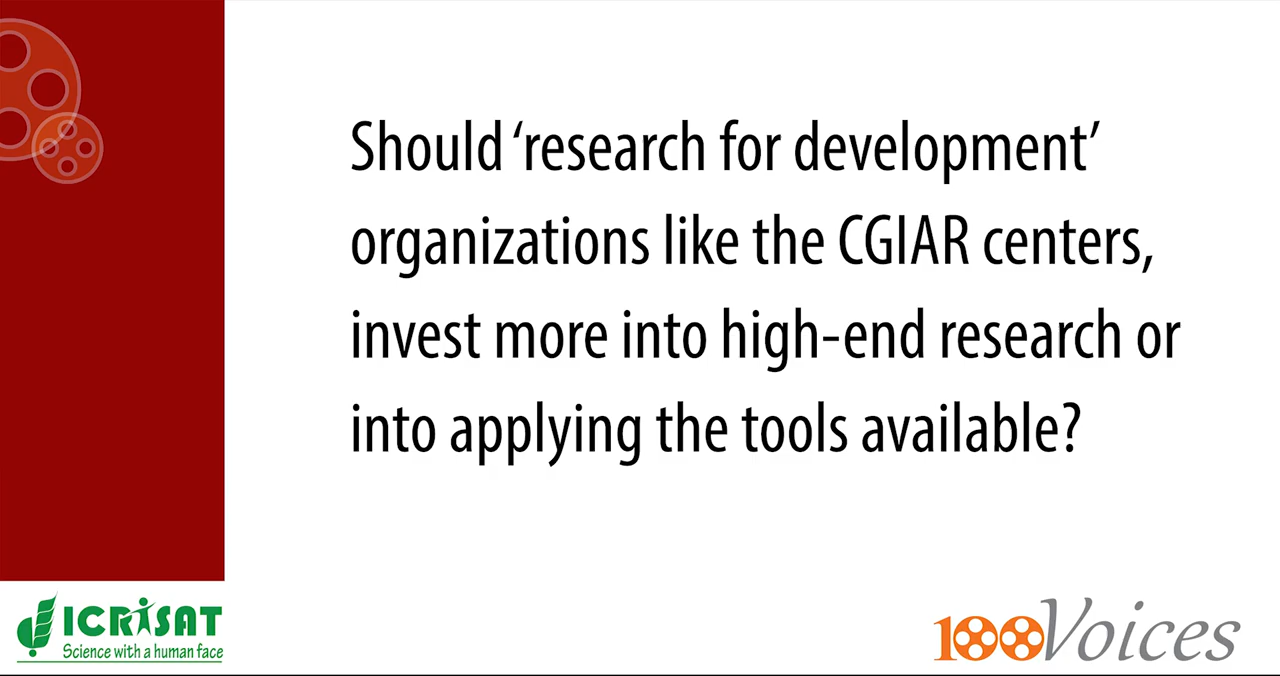 Should ‘research for development’
organizations like the CGIAR centers,
invest more into high-end research or
into applying the tools available?
ICRISAT
Science with a human face
100Voices